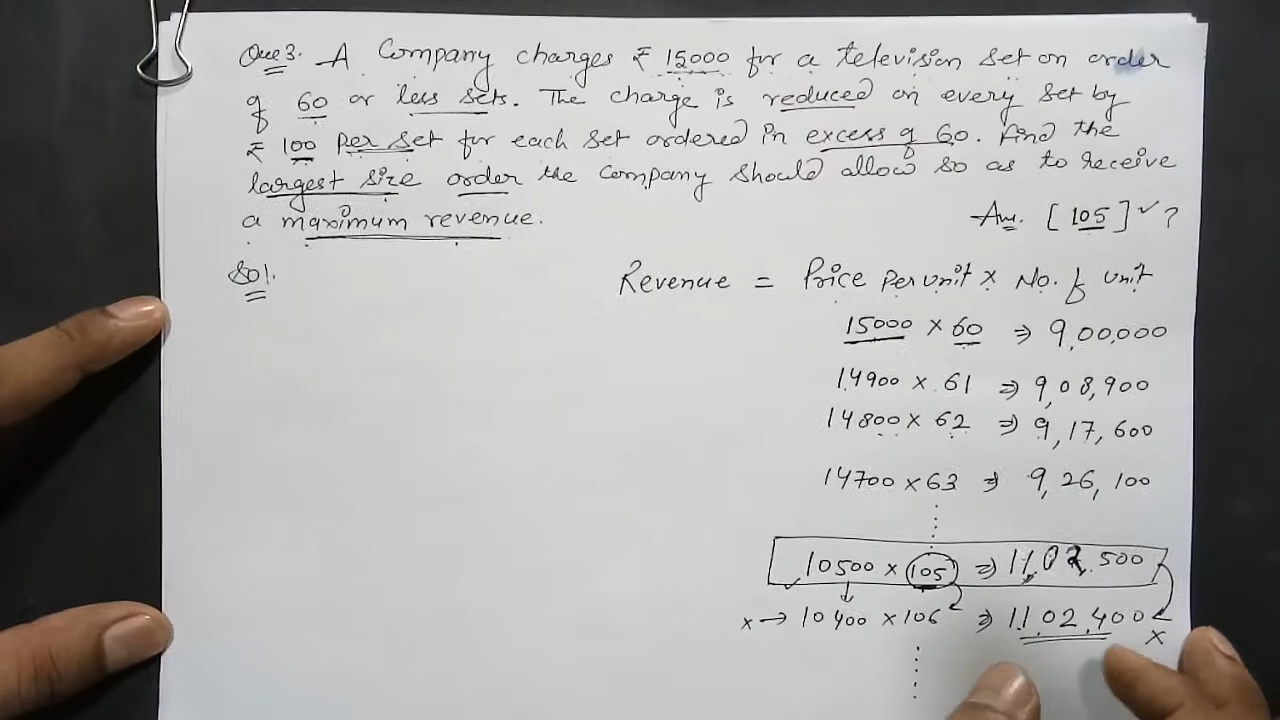 Que 3. A Company charges ₹ 15000 for a television set on order
of 60 or less sets. The charge is reduced on every set by
₹ 100 per set for each set ordered in excess of 60. Find the
largest size order the company should allow so as to receive
a maximum revenue.
Ans. [105] ✓ ?
Sol.
Revenue = Price per unit × No. of unit
15000 × 60 ⇒ 9,00,000
14900 × 61 ⇒ 9,08,900
14800 × 62 ⇒ 9,17,600
14700 × 63 ⇒ 9,26,100
10500 × 105 ⇒ 11,02,500
x → 10400 × 106 ⇒ 11,02,400
x